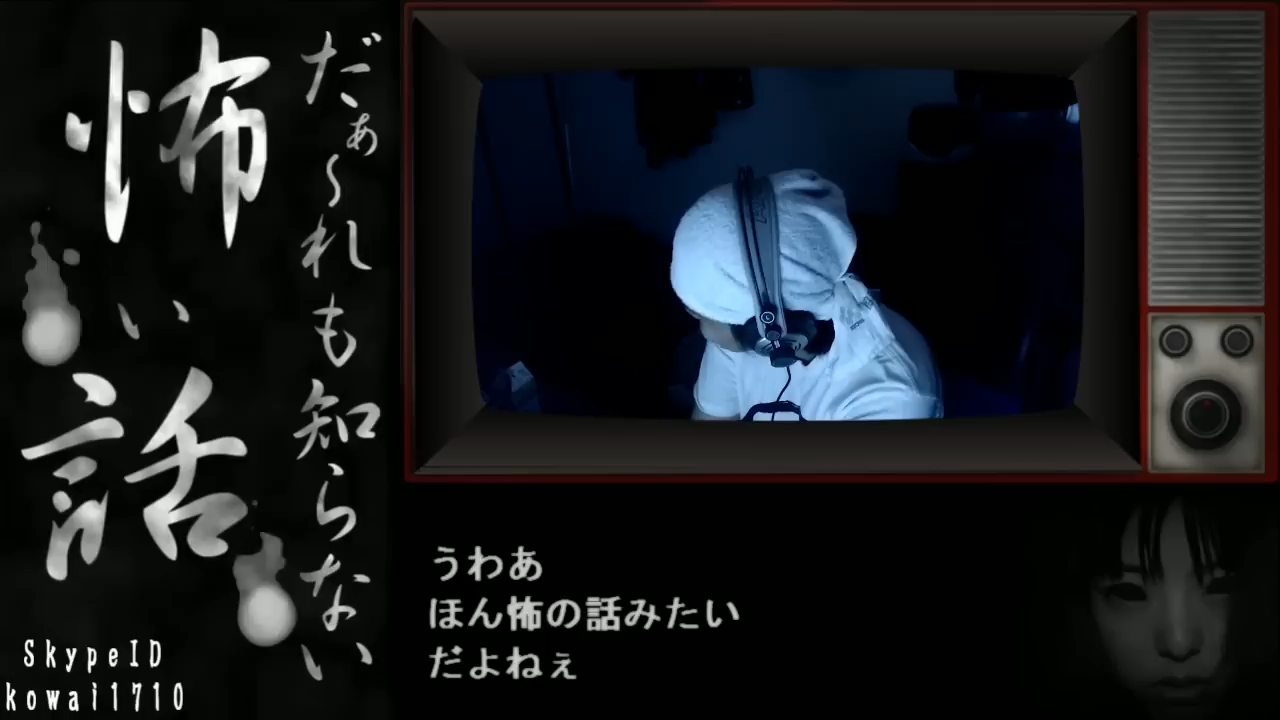 だぁ～れも知らない
怖い話
SkypeID
kowai1710
うわあ
ほん怖の話みたい
だよねぇ